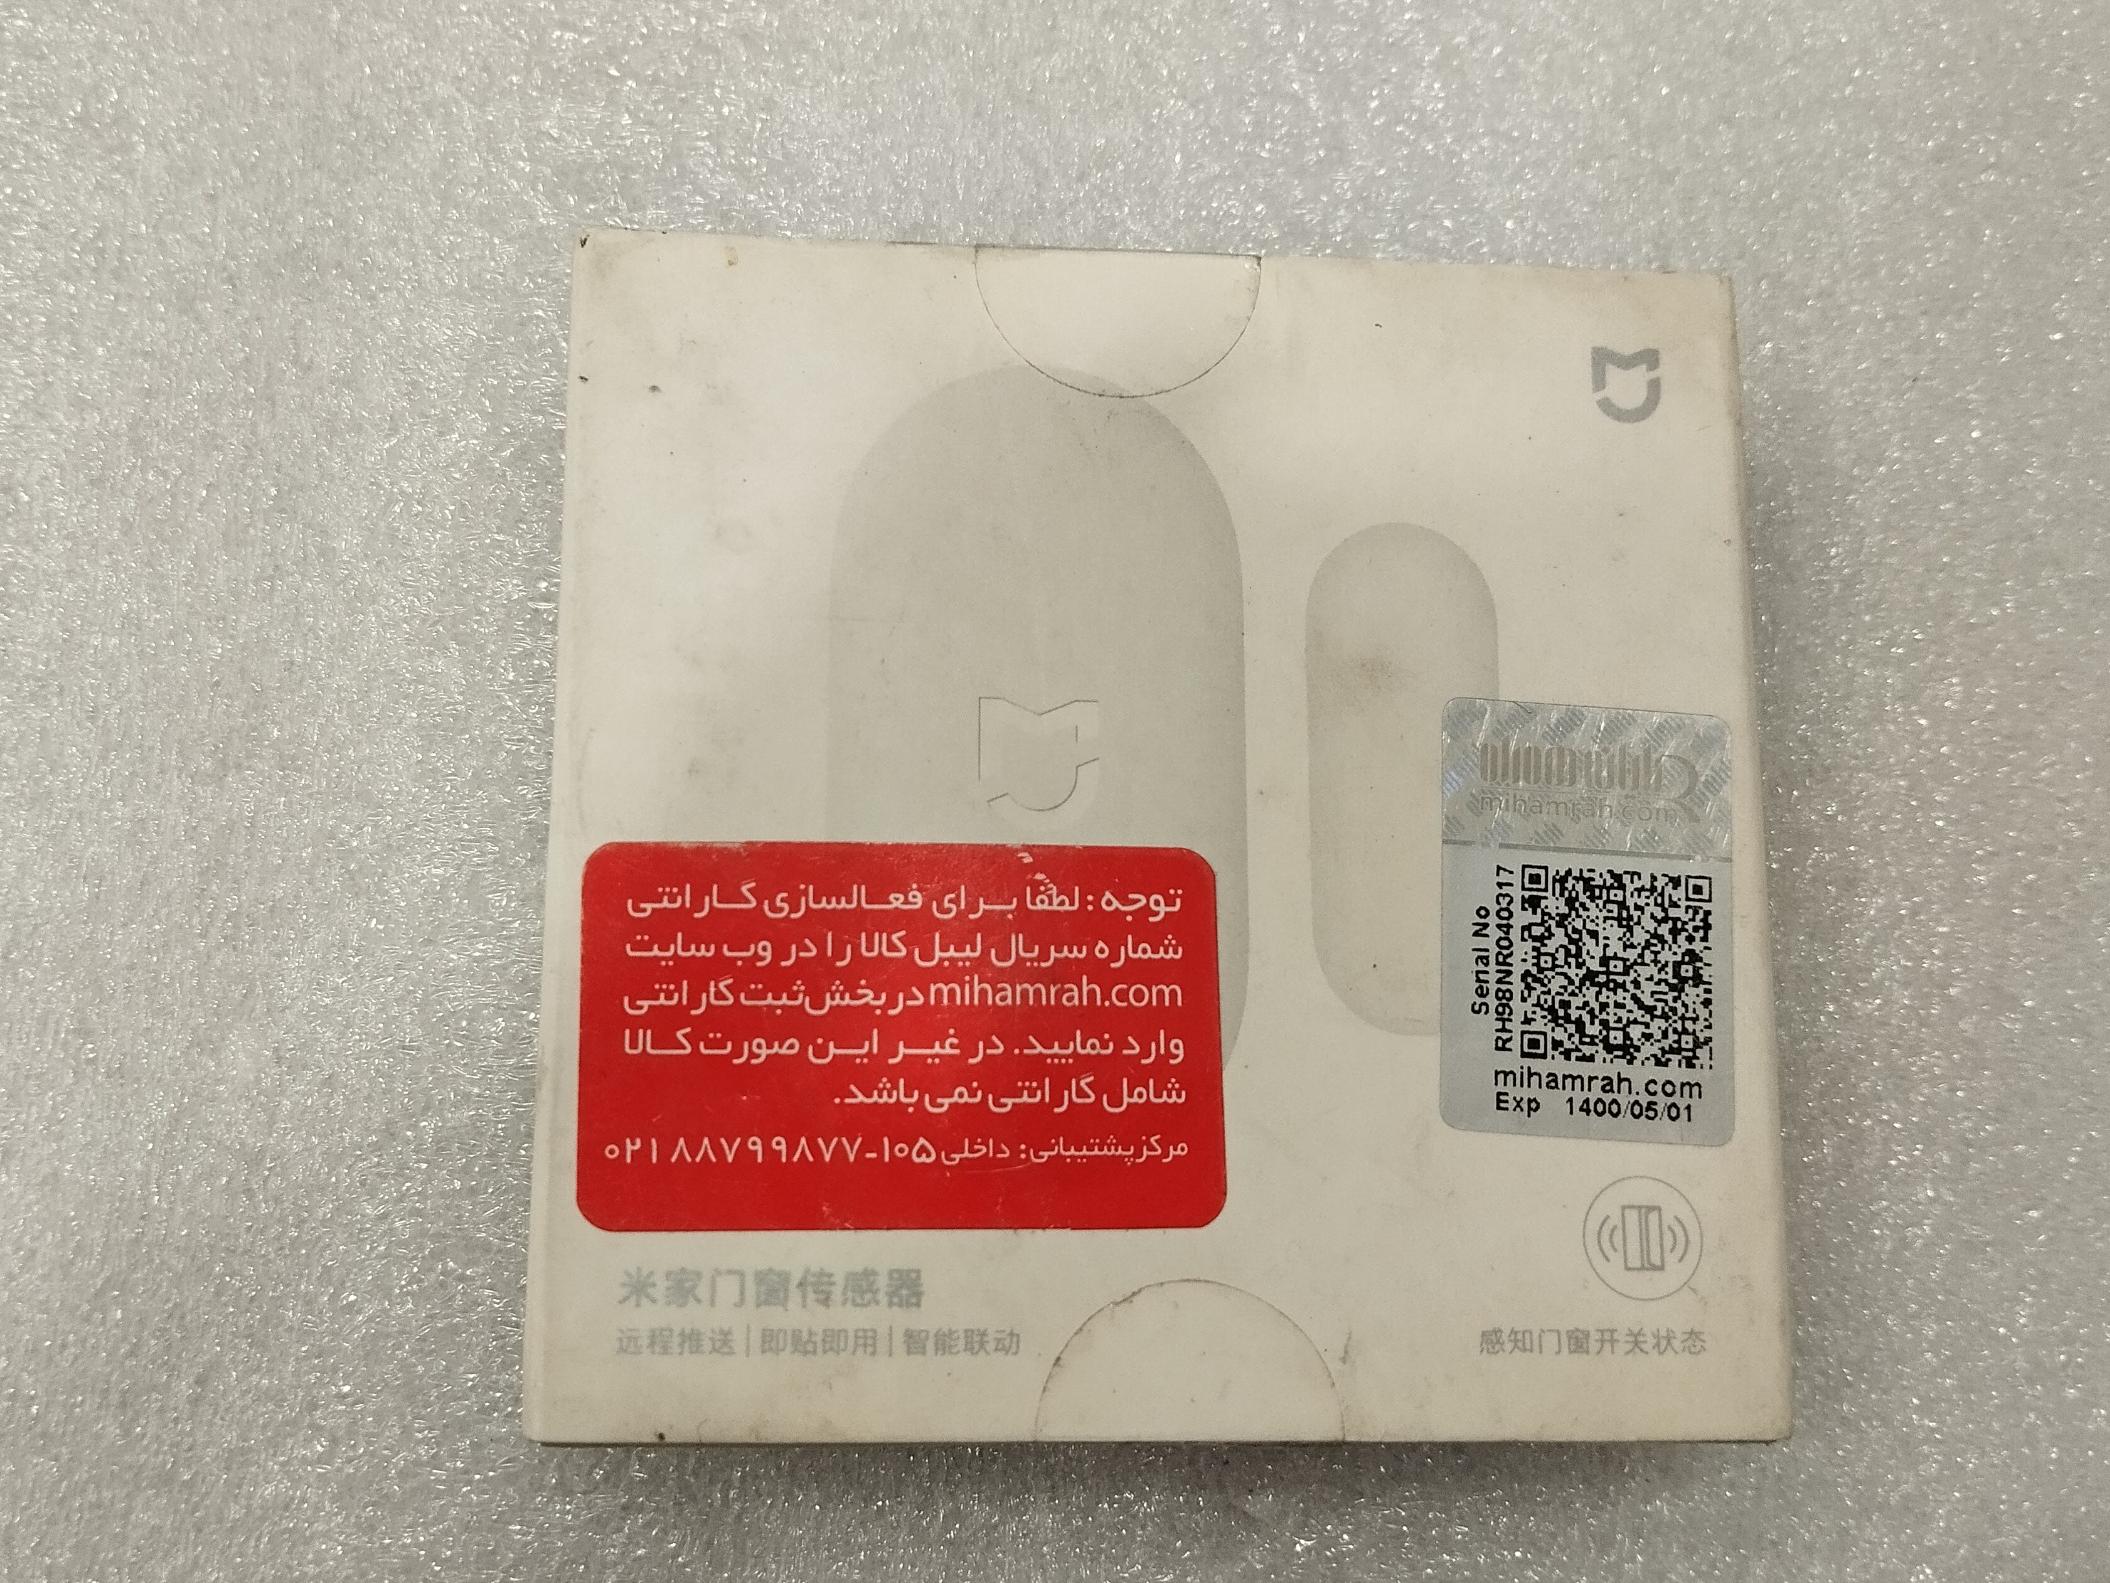 توجه: لطفا برای فعالسازی گارانتی
شماره سریال لیبل کالا را در وب سایت
mihamrah.com در بخش ثبت گارانتی
وارد نمایید. در غیر این صورت کالا
شامل گارانتی نمی باشد.
مرکز پشتیبانی: داخلی ۱۰۵-۰۲۱۸۸۷۹۹۸۷۷
mihamrah.com
Serial No
RH98NR040317
mihamrah.com
Exp 1400/05/01
米家门窗传感器
远程推送|即贴即用|智能联动
感知门窗开关状态